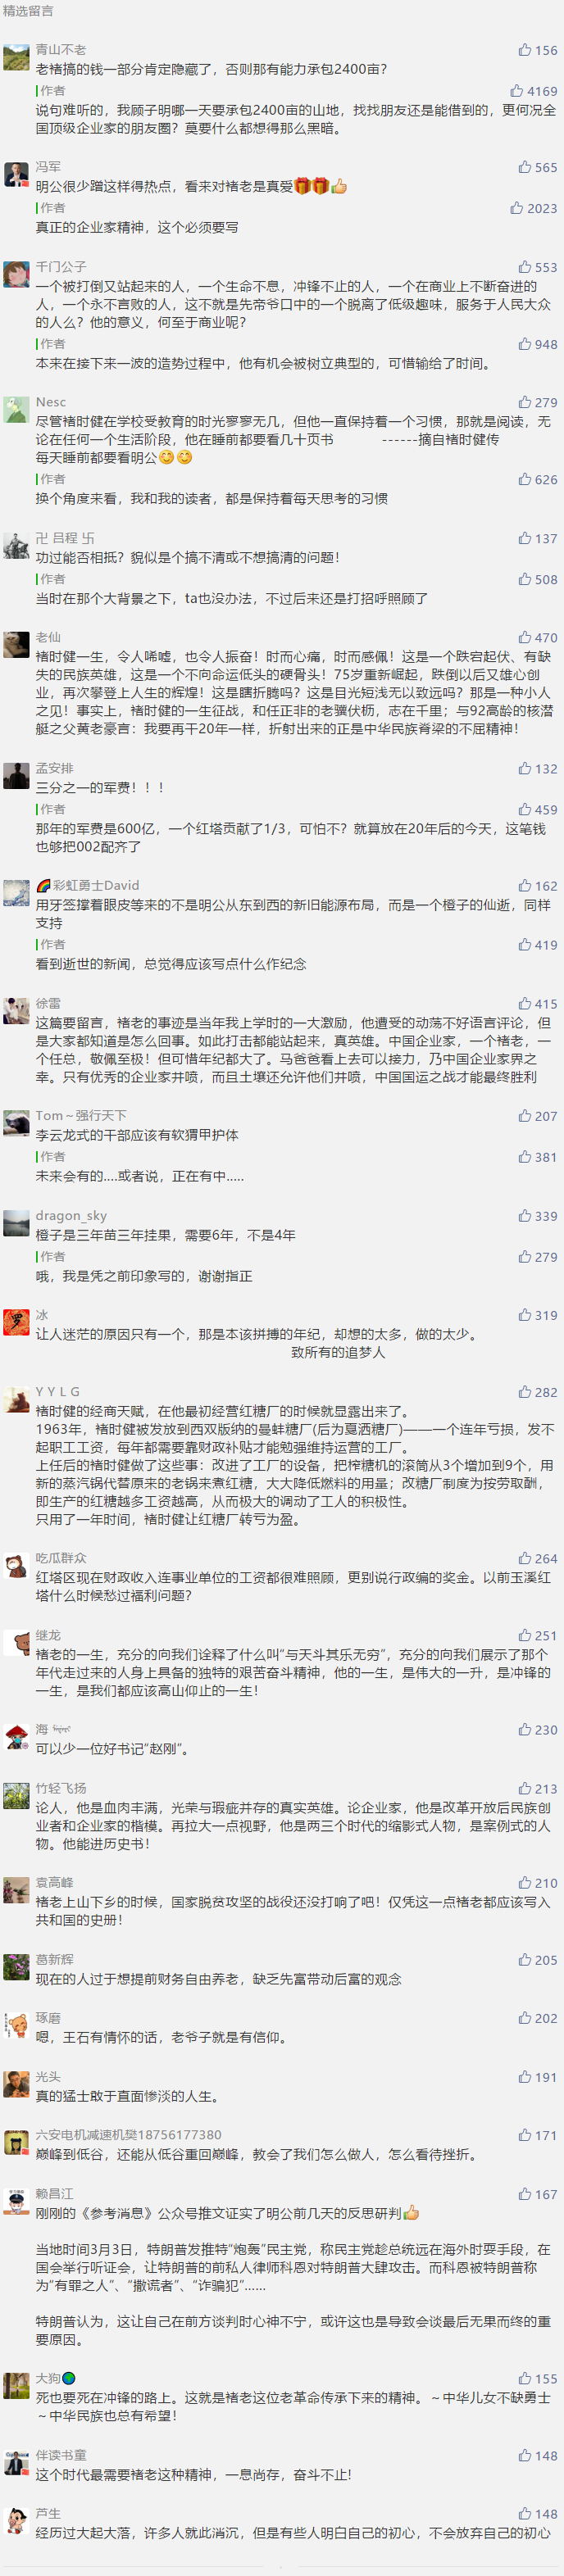 精选留言
青山不老 156
老褚搞的钱一部分肯定隐藏了，否则那有能力承包2400亩？
作者 4169
说句难听的，我顾子明哪一天要承包2400亩的山地，找找朋友还是能借到的，更何况全
国顶级企业家的朋友圈？莫要什么都想得那么黑暗。
冯军 565
明公很少蹭这样得热点，看来对褚老是真爱🎁🎁👍
作者 2023
真正的企业家精神，这个必须要写
千门公子 553
一个被打倒又站起来的人，一个生命不息，冲锋不止的人，一个在商业上不断奋进的
人，一个永不言败的人，这不就是先帝爷口中的一个脱离了低级趣味，服务于人民大众
的人么？他的意义，何至于商业呢？
作者 948
本来在接下来一波的造势过程中，他有机会被树立典型的，可惜输给了时间。
Nesc 279
尽管褚时健在学校受教育的时光寥寥无几，但他一直保持着一个习惯，那就是阅读，无
论在任何一个生活阶段，他在睡前都要看几十页书 ------摘自褚时健传
每天睡前都要看明公😊😊
作者 626
换个角度来看，我和我的读者，都是保持着每天思考的习惯
卍 吕程 卐 137
功过能否相抵？貌似是个搞不清或不想搞清的问题！
作者 508
当时在那个大背景之下，ta也没办法，不过后来还是打招呼照顾了
老仙 470
褚时健一生，令人唏嘘，也令人振奋！时而心痛，时而感佩！这是一个跌宕起伏、有缺
失的民族英雄，这是一个不向命运低头的硬骨头！75岁重新崛起，跌倒以后又雄心创
业，再次攀登上人生的辉煌！这是瞎折腾吗？这是目光短浅无以致远吗？那是一种小人
之见！事实上，褚时健的一生征战，和任正非的老骥伏枥，志在千里；与92高龄的核潜
艇之父黄老豪言：我要再干20年一样，折射出来的正是中华民族脊梁的不屈精神！
孟安排 132
三分之一的军费！！！
作者 459
那年的军费是600亿，一个红塔贡献了1/3，可怕不？就算放在20年后的今天，这笔钱
也够把002配齐了
🌈彩虹勇士David 162
用牙签撑着眼皮等来的不是明公从东到西的新旧能源布局，而是一个橙子的仙逝，同样
支持
作者 419
看到逝世的新闻，总觉得应该写点什么作纪念
徐雷 415
这篇要留言，褚老的事迹是当年我上学时的一大激励，他遭受的动荡不好语言评论，但
是大家都知道是怎么回事。如此打击都能站起来，真英雄。中国企业家，一个褚老，一
个任总，敬佩至极！但可惜年纪都大了。马爸爸看上去可以接力，乃中国企业家界之
幸。只有优秀的企业家井喷，而且土壤还允许他们井喷，中国国运之战才能最终胜利
Tom～强行天下 207
李云龙式的干部应该有软猬甲护体
作者 381
未来会有的....或者说，正在有中.....
dragon_sky 339
橙子是三年苗三年挂果，需要6年，不是4年
作者 279
哦，我是凭之前印象写的，谢谢指正
冰 319
让人迷茫的原因只有一个，那是本该拼搏的年纪，却想的太多，做的太少。
致所有的追梦人
Y Y L G 282
褚时健的经商天赋，在他最初经营红糖厂的时候就显露出来了。
1963年，褚时健被发放到西双版纳的曼蚌糖厂(后为戛洒糖厂)——一个连年亏损，发不
起职工工资，每年都需要靠财政补贴才能勉强维持运营的工厂。
上任后的褚时健做了这些事：改进了工厂的设备，把榨糖机的滚筒从3个增加到9个，用
新的蒸汽锅代替原来的老锅来煮红糖，大大降低燃料的用量；改糖厂制度为按劳取酬，
即生产的红糖越多工资越高，从而极大的调动了工人的积极性。
只用了一年时间，褚时健让红糖厂转亏为盈。
吃瓜群众 264
红塔区现在财政收入连事业单位的工资都很难照顾，更别说行政编的奖金。以前玉溪红
塔什么时候愁过福利问题？
继龙 251
褚老的一生，充分的向我们诠释了什么叫“与天斗其乐无穷”，充分的向我们展示了那个
年代走过来的人身上具备的独特的艰苦奋斗精神，他的一生，是伟大的一升，是冲锋的
一生，是我们都应该高山仰止的一生！
海 230
可以少一位好书记“赵刚”。
竹轻飞扬 213
论人，他是血肉丰满，光荣与瑕疵并存的真实英雄。论企业家，他是改革开放后民族创
业者和企业家的楷模。再拉大一点视野，他是两三个时代的缩影式人物，是案例式的人
物。他能进历史书！
袁高峰 210
褚老上山下乡的时候，国家脱贫攻坚的战役还没打响了吧！仅凭这一点褚老都应该写入
共和国的史册！
葛新辉 205
现在的人过于想提前财务自由养老，缺乏先富带动后富的观念
琢磨 202
嗯，王石有情怀的话，老爷子就是有信仰。
光头 191
真的猛士敢于直面惨淡的人生。
六安电机减速机樊18756177380 171
巅峰到低谷，还能从低谷重回巅峰，教会了我们怎么做人，怎么看待挫折。
赖昌江 167
刚刚的《参考消息》公众号推文证实了明公前几天的反思研判👍
当地时间3月3日，特朗普发推特“炮轰”民主党，称民主党趁总统远在海外时耍手段，在
国会举行听证会，让特朗普的前私人律师科恩对特朗普大肆攻击。而科恩被特朗普称
为“有罪之人”、“撒谎者”、“诈骗犯”……
特朗普认为，这让自己在前方谈判时心神不宁，或许这也是导致会谈最后无果而终的重
要原因。
大狗🌏 155
死也要死在冲锋的路上。这就是褚老这位老革命传承下来的精神。～中华儿女不缺勇士
～中华民族也总有希望！
伴读书童 148
这个时代最需要褚老这种精神，一息尚存，奋斗不止!
芦生 148
经历过大起大落，许多人就此消沉，但是有些人明白自己的初心，不会放弃自己的初心